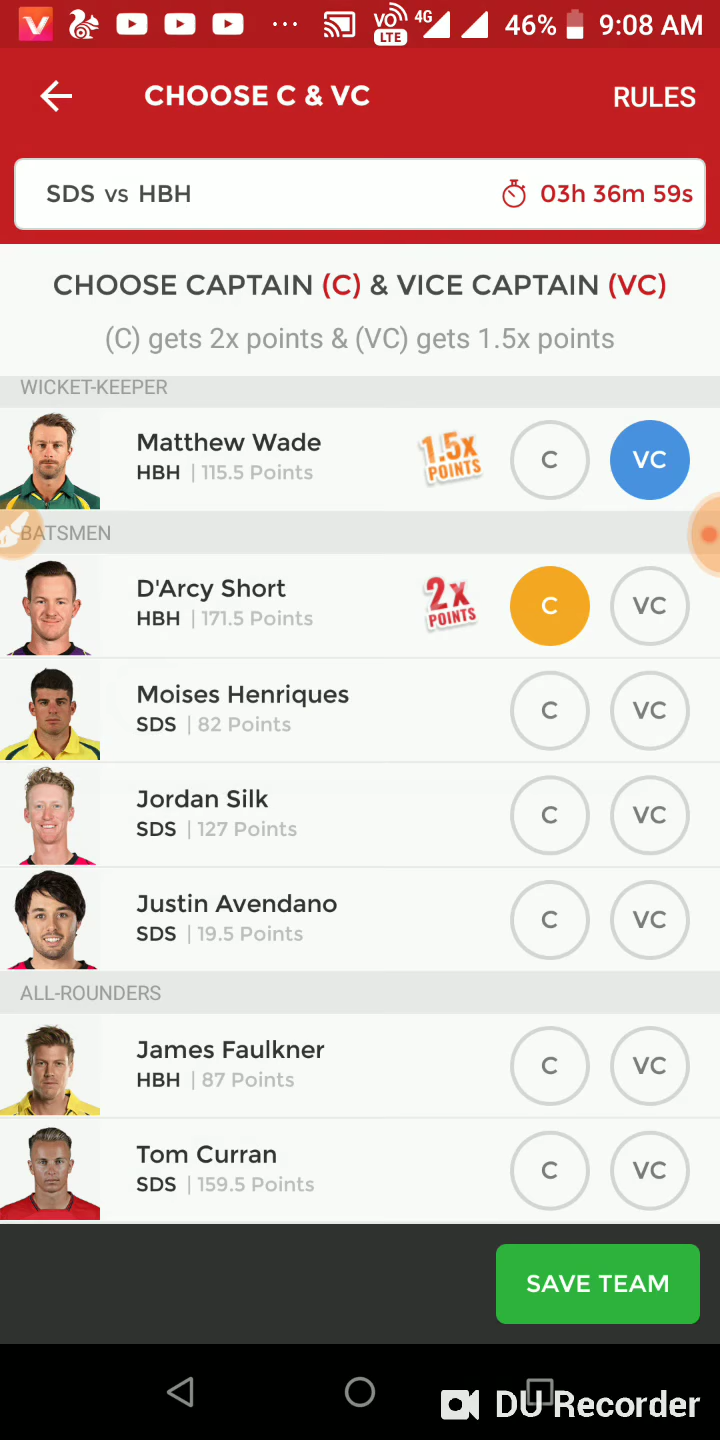 VO LTE 4G 46% 9:08 AM
CHOOSE C & VC RULES
SDS vs HBH 03h 36m 59s
CHOOSE CAPTAIN (C) & VICE CAPTAIN (VC)
(C) gets 2x points & (VC) gets 1.5x points
WICKET-KEEPER
Matthew Wade
HBH | 115.5 Points
1.5x POINTS
C VC
BATSMEN
D'Arcy Short
HBH | 171.5 Points
2x POINTS
C VC
Moises Henriques
SDS | 82 Points
C VC
Jordan Silk
SDS | 127 Points
C VC
Justin Avendano
SDS | 19.5 Points
C VC
ALL-ROUNDERS
James Faulkner
HBH | 87 Points
C VC
Tom Curran
SDS | 159.5 Points
C VC
SAVE TEAM
DU Recorder